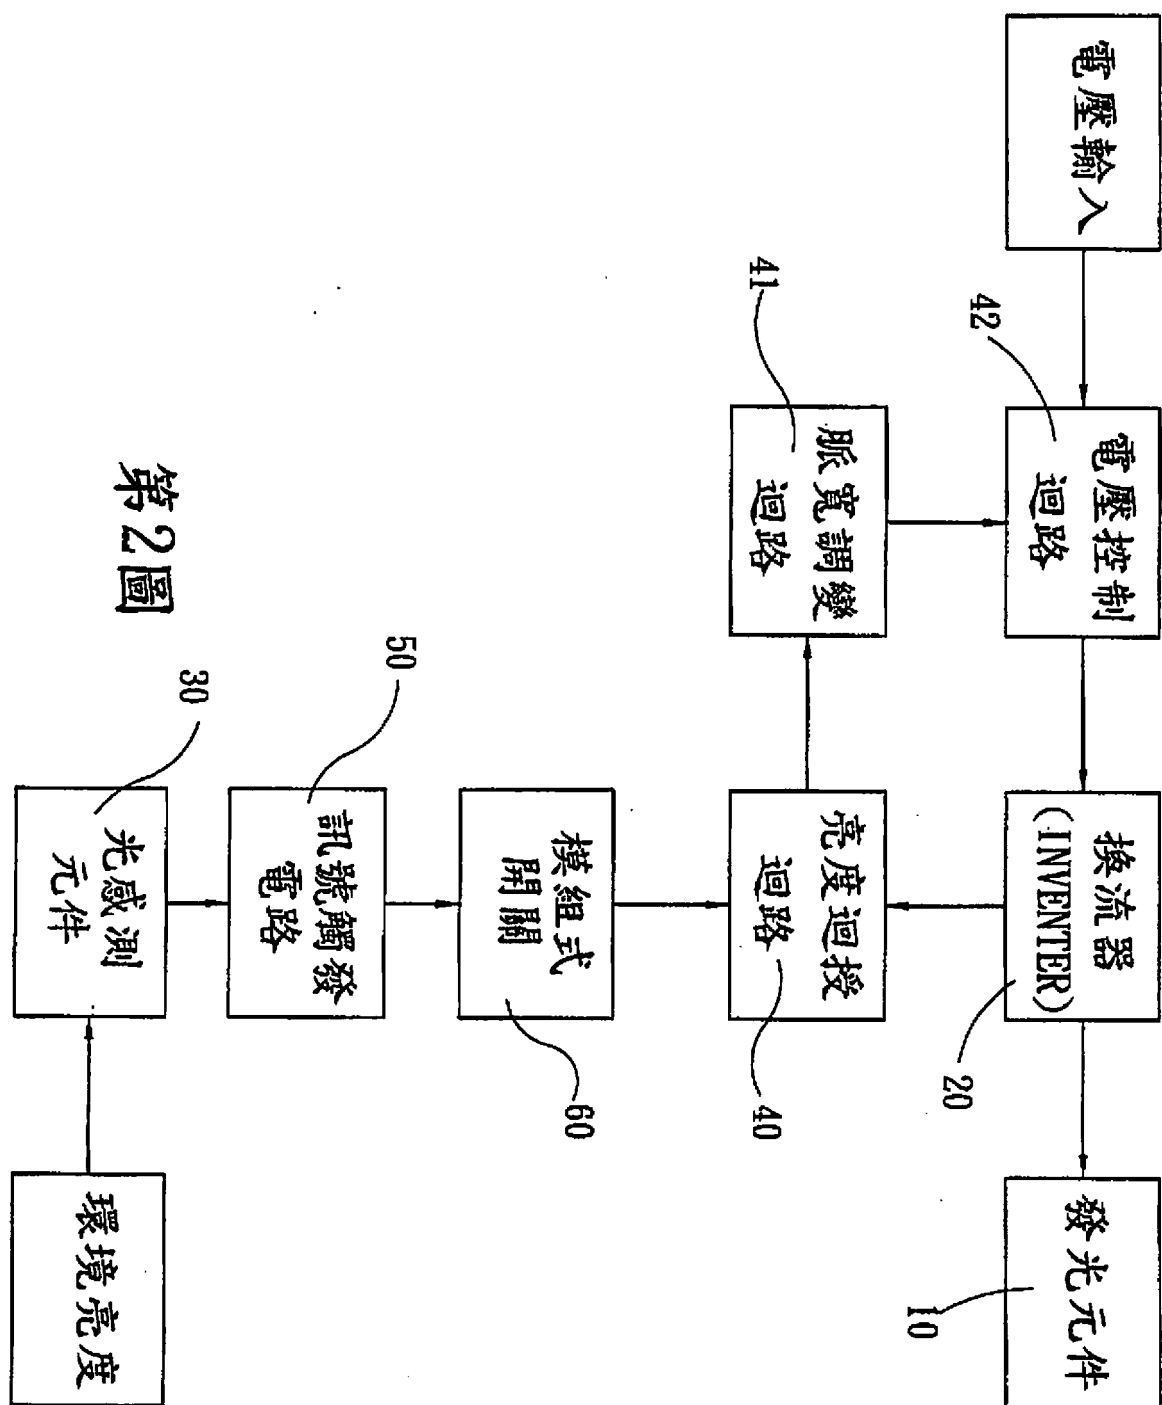 電壓輸入
42
電壓控制
迴路
換流器
(INVENTER)
20
發光元件
10
41
脈寬調變
迴路
亮度迴授
迴路
40
模組式
開關
60
50
訊號觸發
電路
30
光感測
元件
環境亮度
第2圖